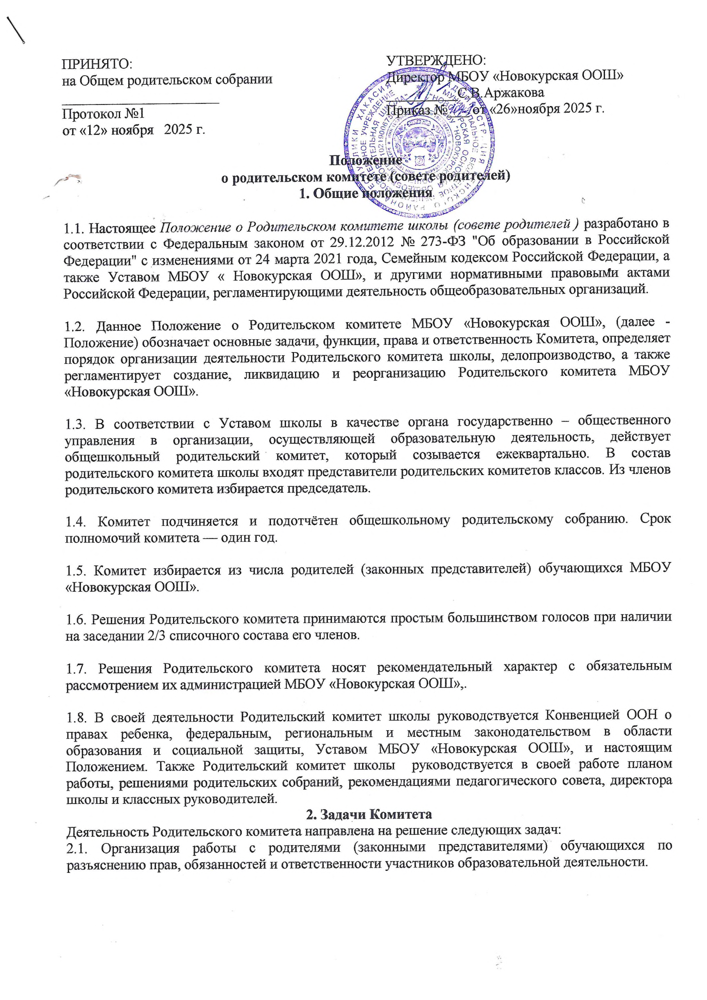 ПРИНЯТО:
на Общем родительском собрании
Протокол №1
от «12» ноября 2025 г.
УТВЕРЖДЕНО:
Директор МБОУ «Новокурская ООШ»
С.В.Аржакова
Приказ № от «26»ноября 2025 г.
Положение
о родительском комитете (совете родителей)
1. Общие положения
1.1. Настоящее Положение о Родительском комитете школы (совете родителей ) разработано в
соответствии с Федеральным законом от 29.12.2012 № 273-ФЗ "Об образовании в Российской
Федерации" с изменениями от 24 марта 2021 года, Семейным кодексом Российской Федерации, а
также Уставом МБОУ « Новокурская ООШ», и другими нормативными правовыми актами
Российской Федерации, регламентирующими деятельность общеобразовательных организаций.
1.2. Данное Положение о Родительском комитете МБОУ «Новокурская ООШ», (далее -
Положение) обозначает основные задачи, функции, права и ответственность Комитета, определяет
порядок организации деятельности Родительского комитета школы, делопроизводство, а также
регламентирует создание, ликвидацию и реорганизацию Родительского комитета МБОУ
«Новокурская ООШ».
1.3. В соответствии с Уставом школы в качестве органа государственно – общественного
управления в организации, осуществляющей образовательную деятельность, действует
общешкольный родительский комитет, который созывается ежеквартально. В состав
родительского комитета школы входят представители родительских комитетов классов. Из членов
родительского комитета избирается председатель.
1.4. Комитет подчиняется и подотчётен общешкольному родительскому собранию. Срок
полномочий комитета — один год.
1.5. Комитет избирается из числа родителей (законных представителей) обучающихся МБОУ
«Новокурская ООШ».
1.6. Решения Родительского комитета принимаются простым большинством голосов при наличии
на заседании 2/3 списочного состава его членов.
1.7. Решения Родительского комитета носят рекомендательный характер с обязательным
рассмотрением их администрацией МБОУ «Новокурская ООШ»,.
1.8. В своей деятельности Родительский комитет школы руководствуется Конвенцией ООН о
правах ребенка, федеральным, региональным и местным законодательством в области
образования и социальной защиты, Уставом МБОУ «Новокурская ООШ», и настоящим
Положением. Также Родительский комитет школы руководствуется в своей работе планом
работы, решениями родительских собраний, рекомендациями педагогического совета, директора
школы и классных руководителей.
2. Задачи Комитета
Деятельность Родительского комитета направлена на решение следующих задач:
2.1. Организация работы с родителями (законными представителями) обучающихся по
разъяснению прав, обязанностей и ответственности участников образовательной деятельности.